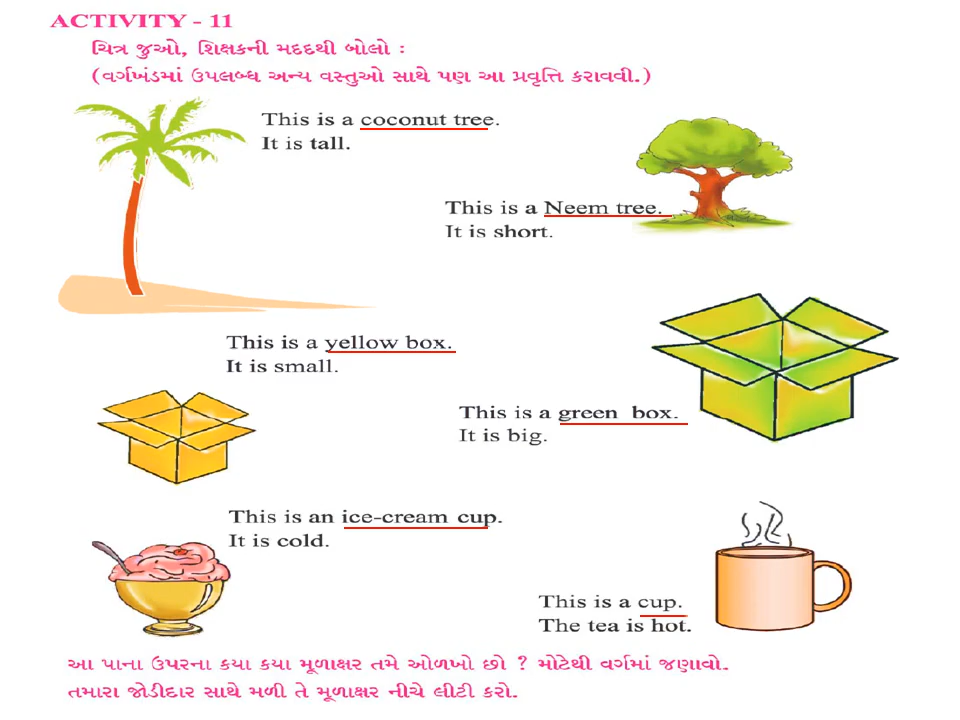 ACTIVITY - 11
ચિત્ર જુઓ, શિક્ષકની મદદથી બોલો :
(વર્ગખંડમાં ઉપલબ્ધ અન્ય વસ્તુઓ સાથે પણ આ પ્રવૃત્તિ કરાવવી.)
This is a coconut tree.
It is tall.
This is a Neem tree.
It is short.
This is a yellow box.
It is small.
This is a green box.
It is big.
This is an ice-cream cup.
It is cold.
This is a cup.
The tea is hot.
આ પાના ઉપરના કયા કયા મૂળાક્ષર તમે ઓળખો છો ? મોટેથી વર્ગમાં જણાવો.
તમારા જોડીદાર સાથે મળી તે મૂળાક્ષર નીચે લીટી કરો.